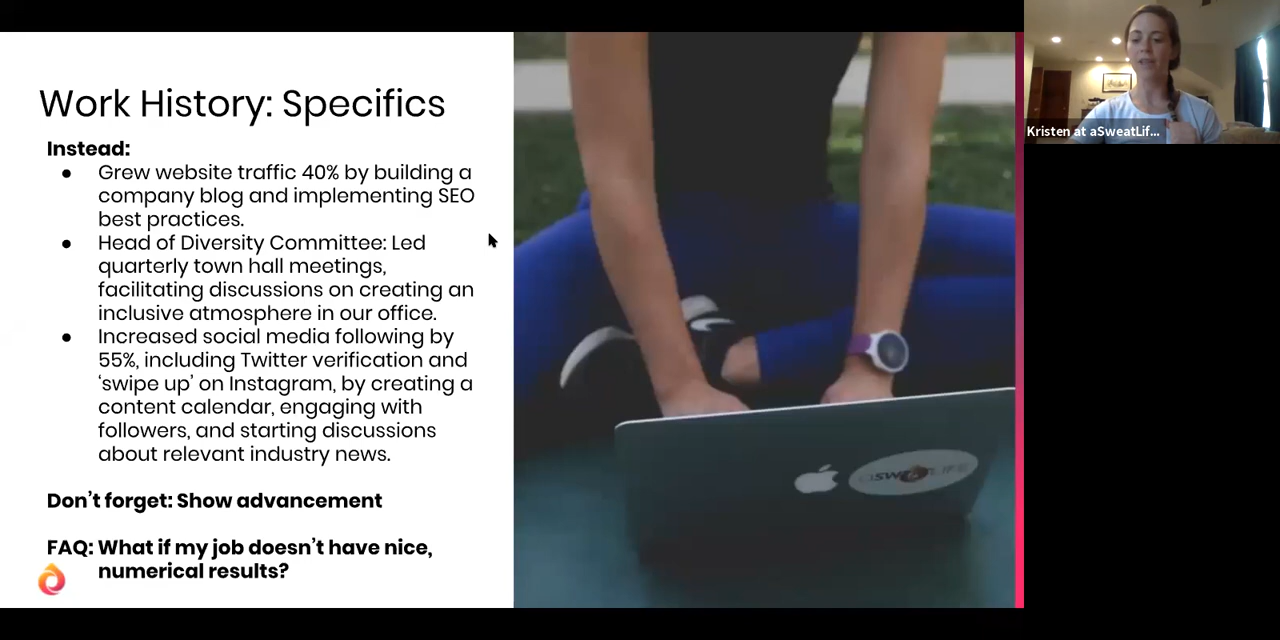 Work History: Specifics
Instead:
● Grew website traffic 40% by building a
company blog and implementing SEO
best practices.
● Head of Diversity Committee: Led
quarterly town hall meetings,
facilitating discussions on creating an
inclusive atmosphere in our office.
● Increased social media following by
55%, including Twitter verification and
‘swipe up’ on Instagram, by creating a
content calendar, engaging with
followers, and starting discussions
about relevant industry news.
Don’t forget: Show advancement
FAQ: What if my job doesn’t have nice,
numerical results?
aSWEATLIFE
Kristen at aSweatLif...